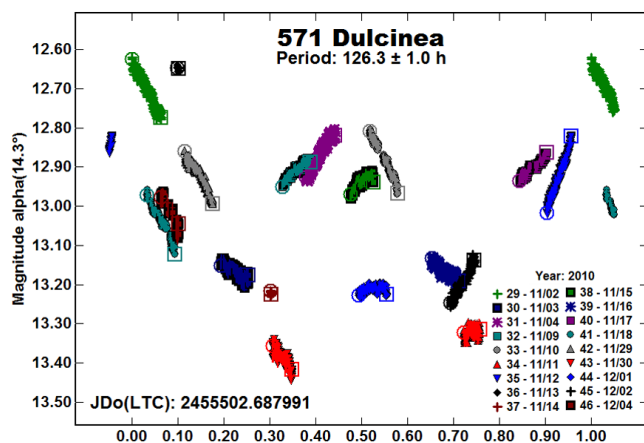 571 Dulcinea
Period: 126.3 ± 1.0 h
Magnitude alpha(14.3°)
12.60
12.70
12.80
12.90
13.00
13.10
13.20
13.30
13.40
13.50
Year: 2010
29 - 11/02
30 - 11/03
31 - 11/04
32 - 11/09
33 - 11/10
34 - 11/11
35 - 11/12
36 - 11/13
37 - 11/14
38 - 11/15
39 - 11/16
40 - 11/17
41 - 11/18
42 - 11/29
43 - 11/30
44 - 12/01
45 - 12/02
46 - 12/04
JDo(LTC): 2455502.687991
0.00 0.10 0.20 0.30 0.40 0.50 0.60 0.70 0.80 0.90 1.00